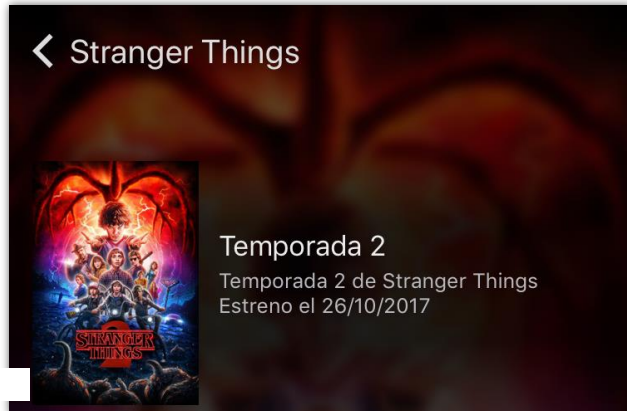 Stranger Things
Temporada 2
Temporada 2 de Stranger Things
Estreno el 26/10/2017
STRANGER
THINGS
2